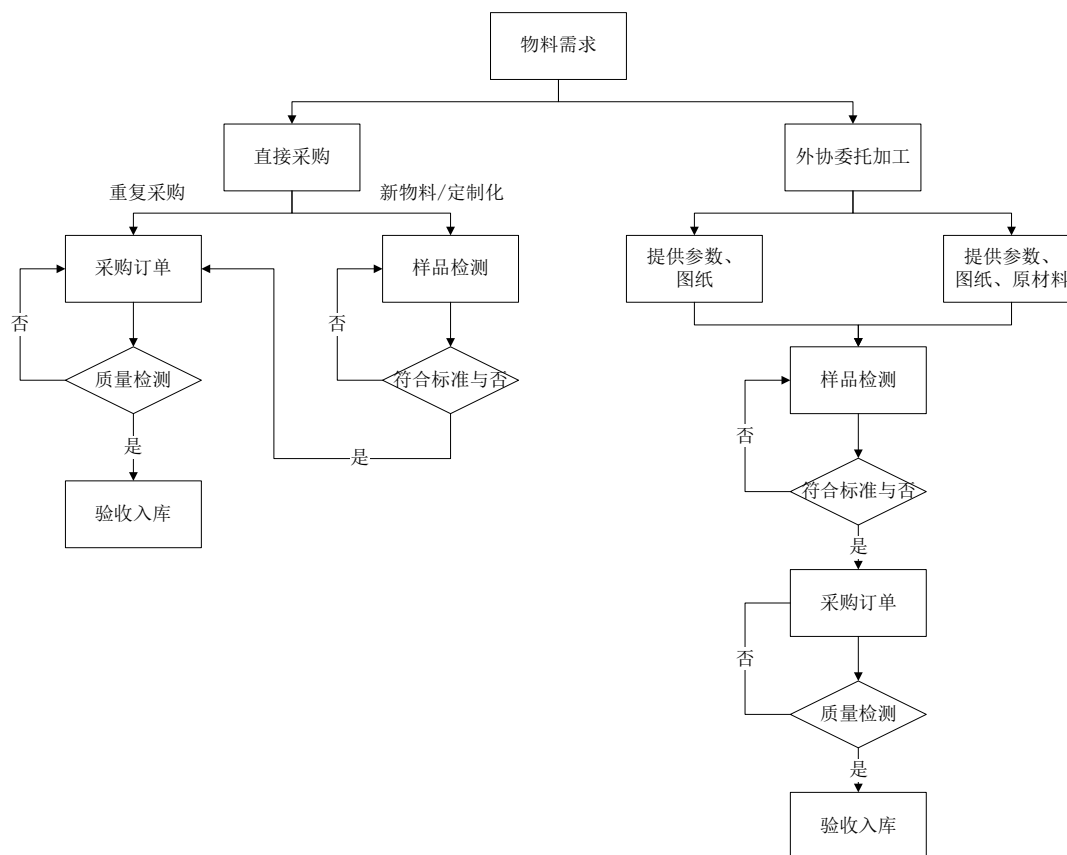 物料需求
直接采购
外协委托加工
重复采购
新物料/定制化
采购订单
样品检测
提供参数、
图纸
提供参数、
图纸、原材料
否
否
质量检测
符合标准与否
样品检测
是
是
否
验收入库
符合标准与否
是
采购订单
否
质量检测
是
验收入库